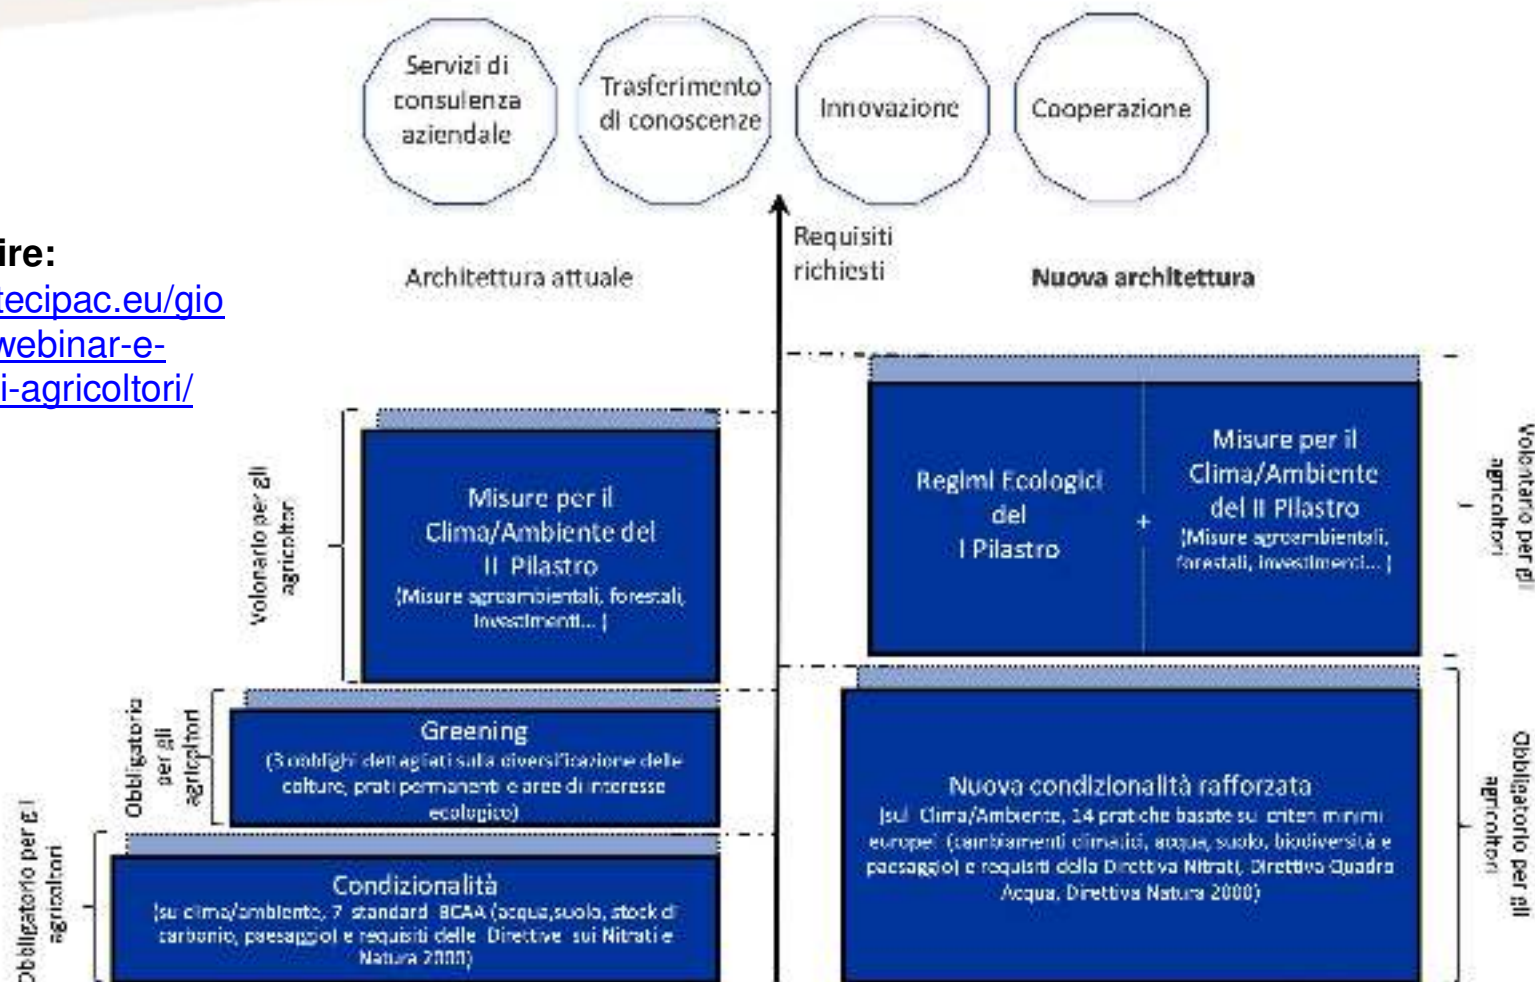 Servizi di
consulenza
aziendale
Trasferimento
di conoscenze
Innovazione
Cooperazione
ire:
tecipac.eu/gio
webinar-e-
i-agricoltori/
Requisiti
richiesti
Architettura attuale
Nuova architettura
Volonario per gli
agricoltori
Misure per il
Clima/Ambiente del
II Pilastro
(Misure agroambientali, forestali,
investimenti... )
Obbligatorio
per gli
agricoltori
Greening
(3 obblighi dettagliati sulla diversificazione delle
colture, prati permanenti e aree di interesse
ecologico)
Obbligatorio per gli
agricoltori
Condizionalità
(su clima/ambiente, 7 standard BCAA (acqua,suolo, stock di
carbonio, paesaggio) e requisiti delle Direttive sui Nitrati e
Natura 2000)
Regimi Ecologici
del
I Pilastro
+
Misure per il
Clima/Ambiente
del II Pilastro
(Misure agroambientali,
forestali, investimenti... )
Volontario per gli
agricoltori
Nuova condizionalità rafforzata
(sul Clima/Ambiente, 14 pratiche basate su criteri minimi
europei (cambiamenti climatici, acqua, suolo, biodiversità e
paesaggio) e requisiti della Direttiva Nitrati, Direttiva Quadro
Acqua, Direttiva Natura 2000)
Obbligatorio per gli
agricoltori